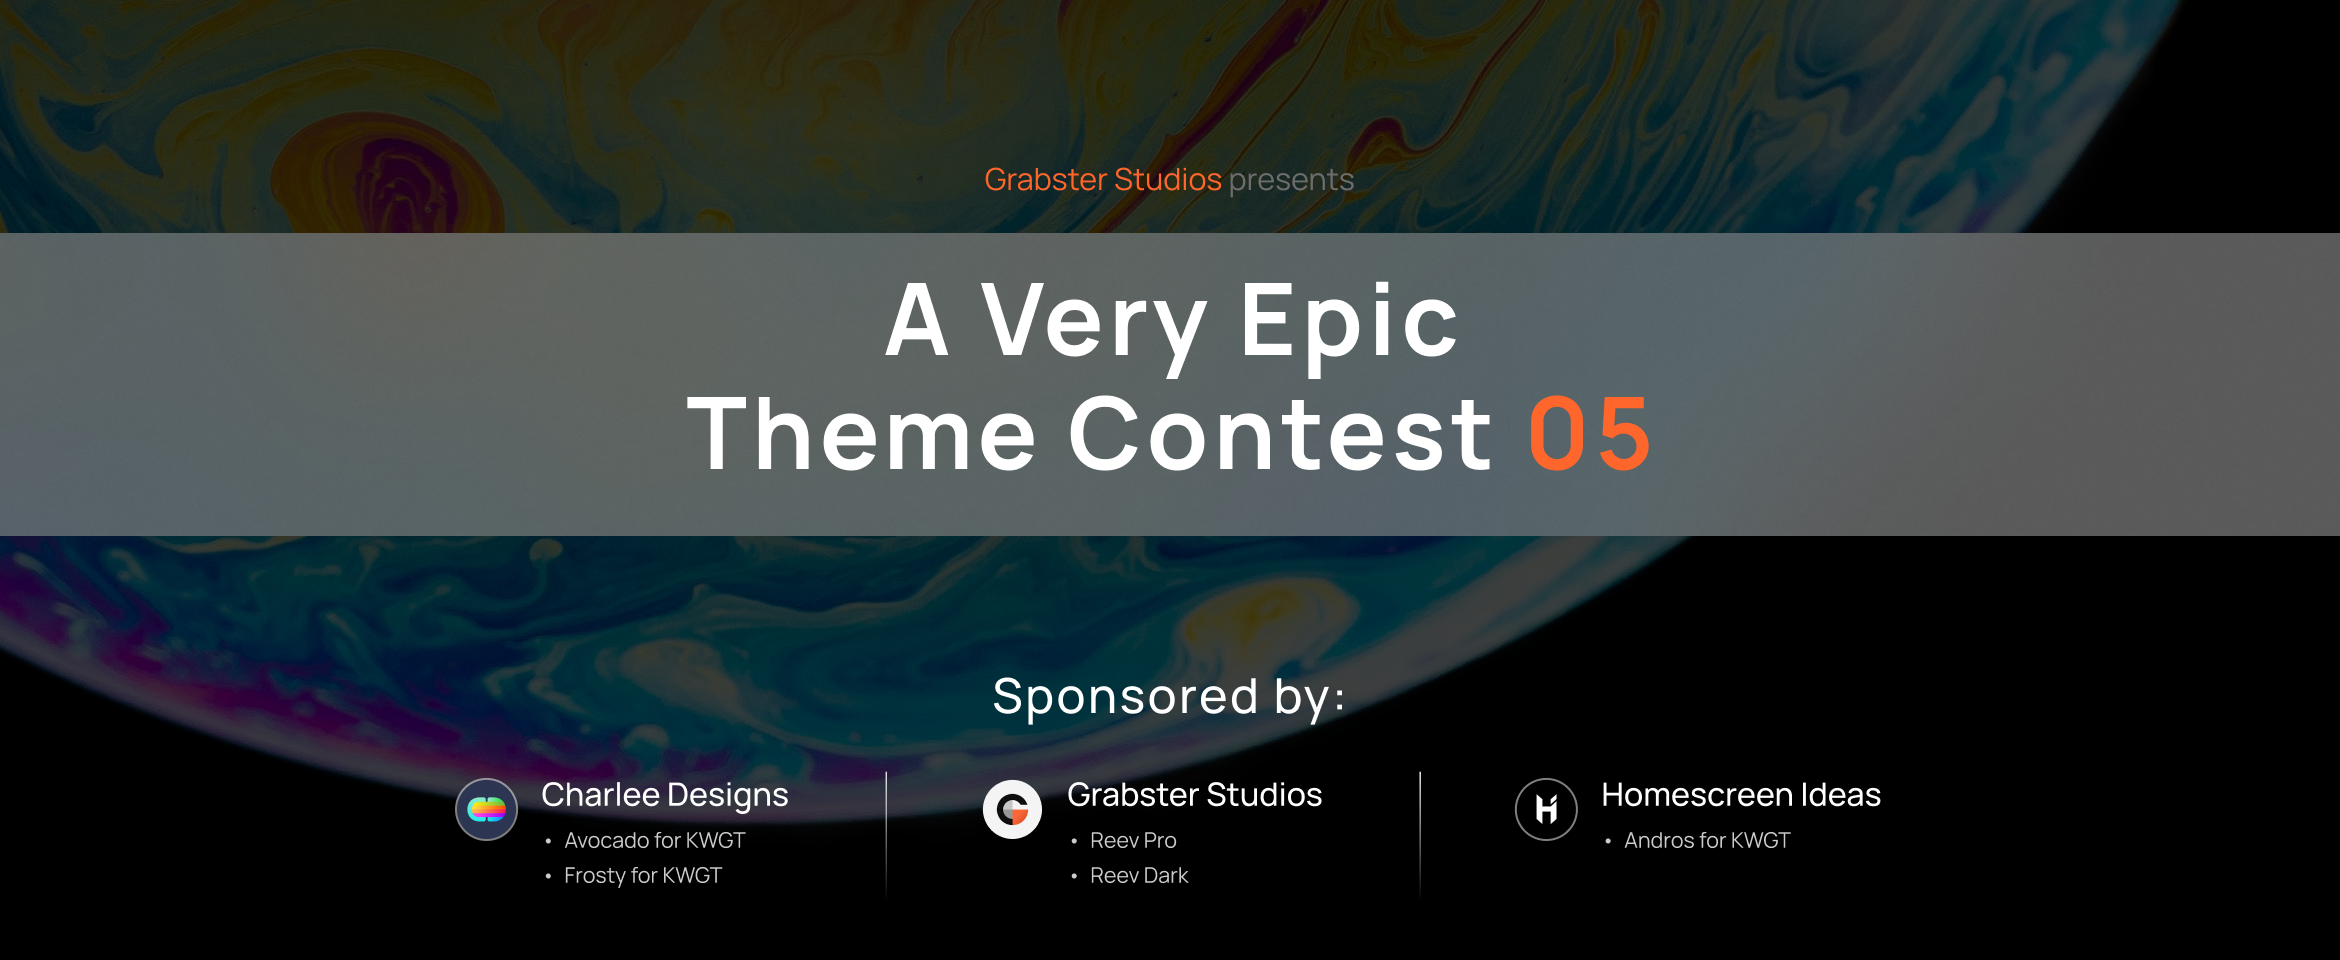 Grabster Studios presents
A Very Epic
Theme Contest 05
Sponsored by:
Charlee Designs
• Avocado for KWGT
• Frosty for KWGT
Grabster Studios
• Reev Pro
• Reev Dark
Homescreen Ideas
• Andros for KWGT